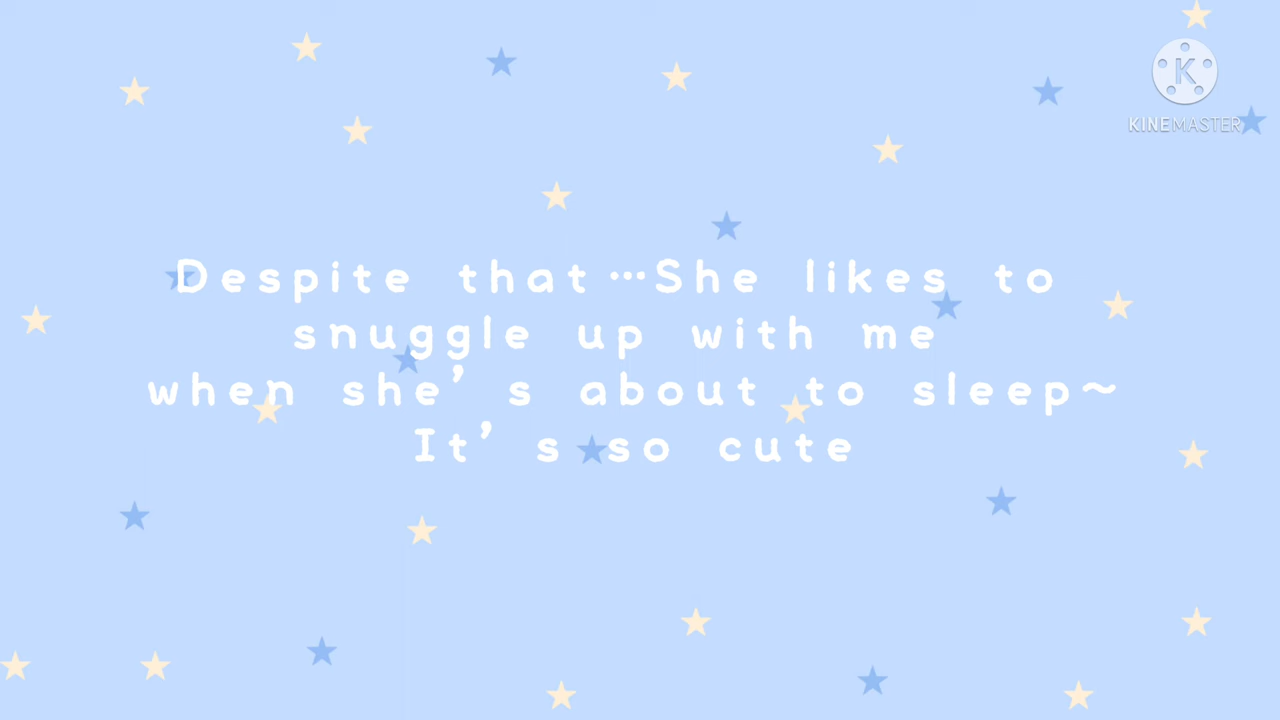 KINEMASTER
Despite that…She likes to
snuggle up with me
when she’s about to sleep~
It’s so cute